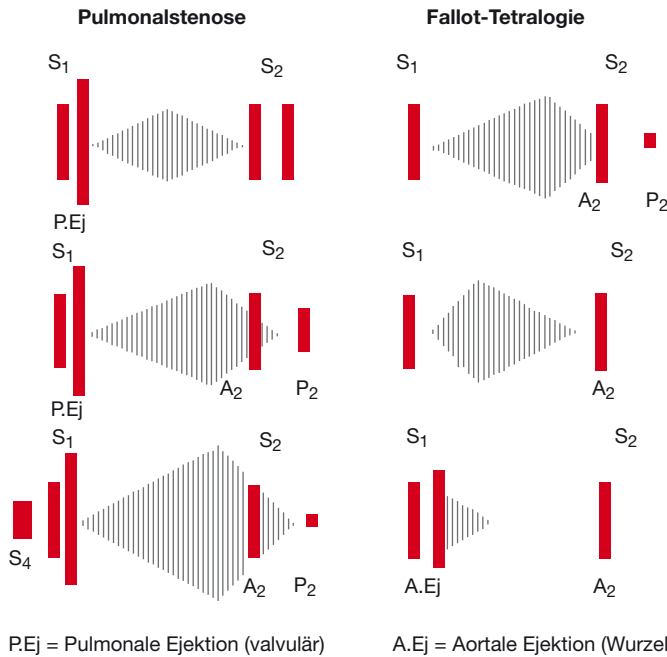 Pulmonalstenose Fallot-Tetralogie
S1 S2 S1 S2
P.Ej A2 P2
S1 S2 S1 S2
P.Ej A2 P2 A2
S1 S2 S1 S2
S4 A2 P2 A.Ej A2
P.Ej = Pulmonale Ejektion (valvulär) A.Ej = Aortale Ejektion (Wurzel